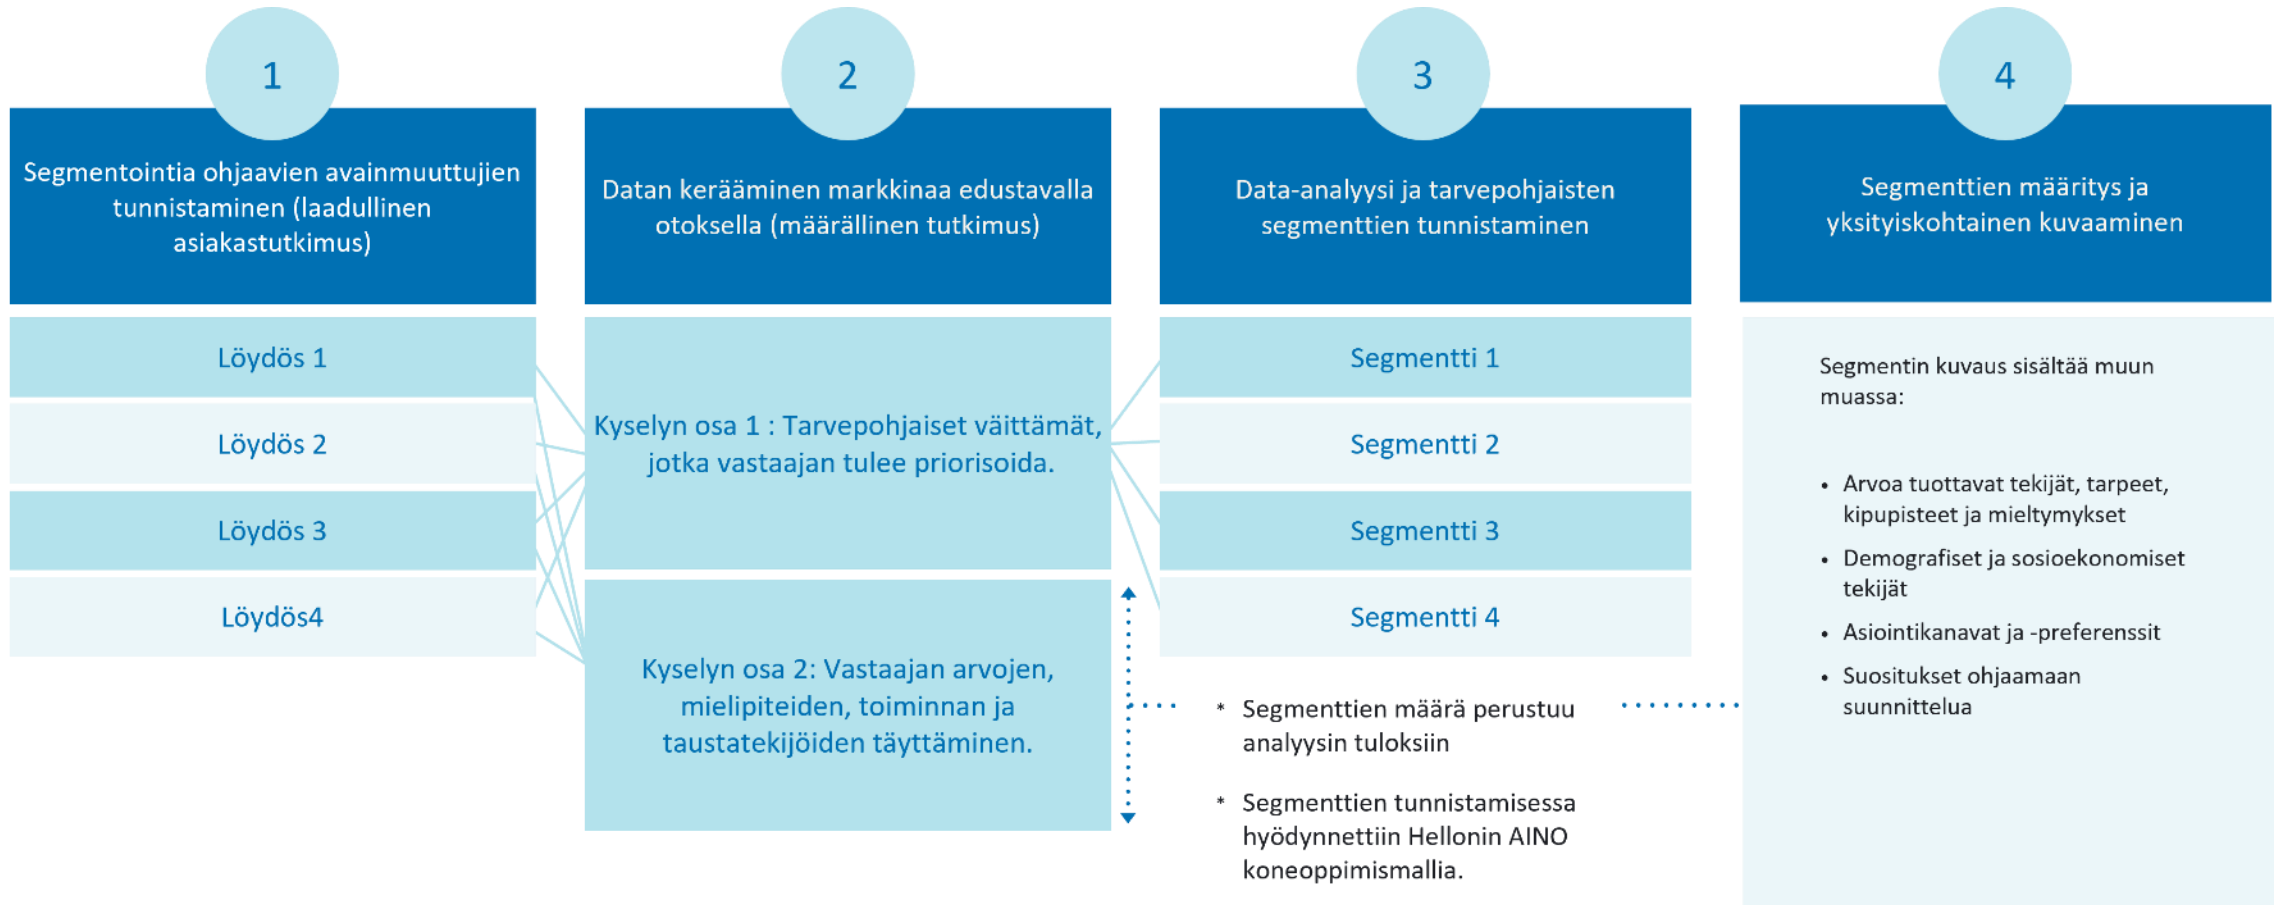 1
Segmentointia ohjaavien avainmuuttujien
tunnistaminen (laadullinen
asiakastutkimus)
Löydös 1
Löydös 2
Löydös 3
Löydös4
2
Datan kerääminen markkinaa edustavalla
otoksella (määrällinen tutkimus)
Kyselyn osa 1 : Tarvepohjaiset väittämät,
jotka vastaajan tulee priorisoida.
Kyselyn osa 2: Vastaajan arvojen,
mielipiteiden, toiminnan ja
taustatekijöiden täyttäminen.
3
Data-analyysi ja tarvepohjaisten
segmenttien tunnistaminen
Segmentti 1
Segmentti 2
Segmentti 3
Segmentti 4
* Segmenttien määrä perustuu
analyysin tuloksiin
* Segmenttien tunnistamisessa
hyödynnettiin Hellonin AINO
koneoppimismallia.
4
Segmenttien määritys ja
yksityiskohtainen kuvaaminen
Segmentin kuvaus sisältää muun
muassa:
• Arvoa tuottavat tekijät, tarpeet,
kipupisteet ja mieltymykset
• Demografiset ja sosioekonomiset
tekijät
• Asiointikanavat ja -preferenssit
• Suositukset ohjaamaan
suunnittelua